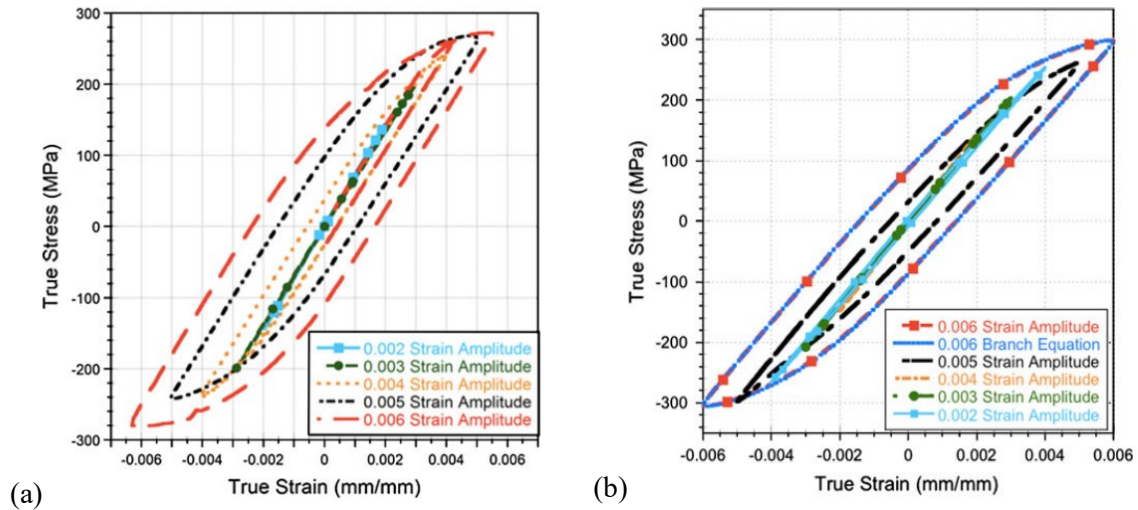 300
200
100
0
-100
-200
-300
True Stress (MPa)
-0.006 -0.004 -0.002 0 0.002 0.004 0.006
True Strain (mm/mm)
0.002 Strain Amplitude
0.003 Strain Amplitude
0.004 Strain Amplitude
0.005 Strain Amplitude
0.006 Strain Amplitude
(a)
300
200
100
0
-100
-200
-300
True Stress (MPa)
-0.006 -0.004 -0.002 0 0.002 0.004 0.006
True Strain (mm/mm)
0.006 Strain Amplitude
0.006 Branch Equation
0.005 Strain Amplitude
0.004 Strain Amplitude
0.003 Strain Amplitude
0.002 Strain Amplitude
(b)